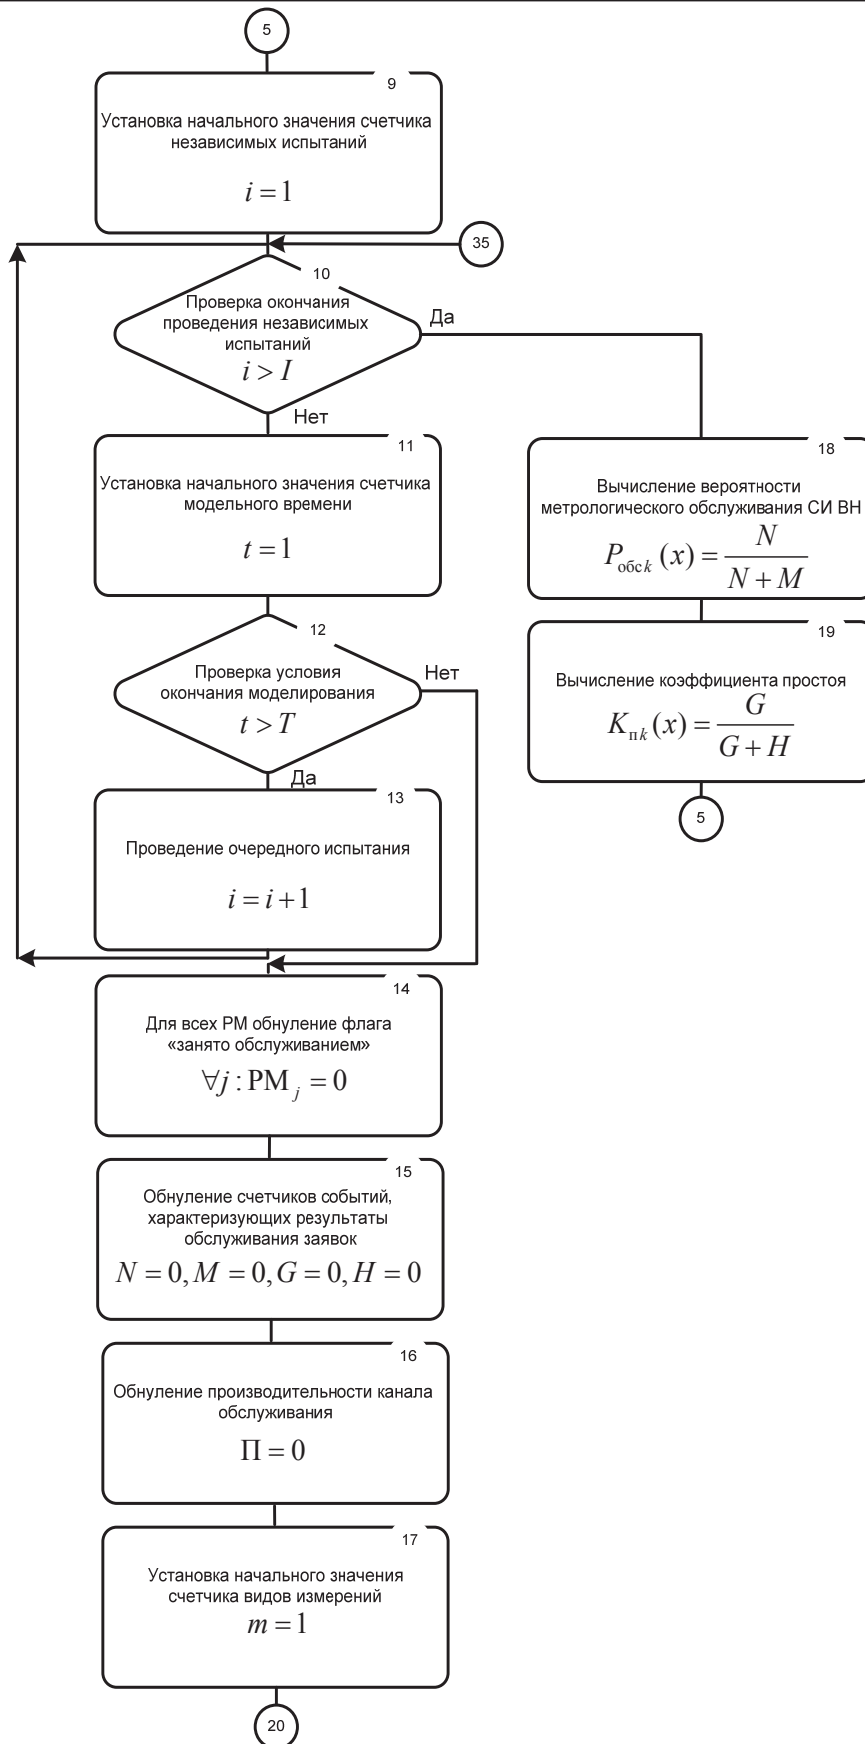 5
9
Установка начального значения счетчика
независимых испытаний
i = 1
35
10
Проверка окончания
проведения независимых
испытаний
i > I
Да
Нет
11
Установка начального значения счетчика
модельного времени
t = 1
12
Проверка условия
окончания моделирования
t > T
Нет
Да
13
Проведение очередного испытания
i = i + 1
14
Для всех РМ обнуление флага
«занято обслуживанием»
∀j : РМ_j = 0
15
Обнуление счетчиков событий,
характеризующих результаты
обслуживания заявок
N = 0, M = 0, G = 0, H = 0
16
Обнуление производительности канала
обслуживания
П = 0
17
Установка начального значения
счетчика видов измерений
m = 1
20
18
Вычисление вероятности
метрологического обслуживания СИ ВН
P_обс k (x) = N / (N + M)
19
Вычисление коэффициента простоя
K_п k (x) = G / (G + H)
5